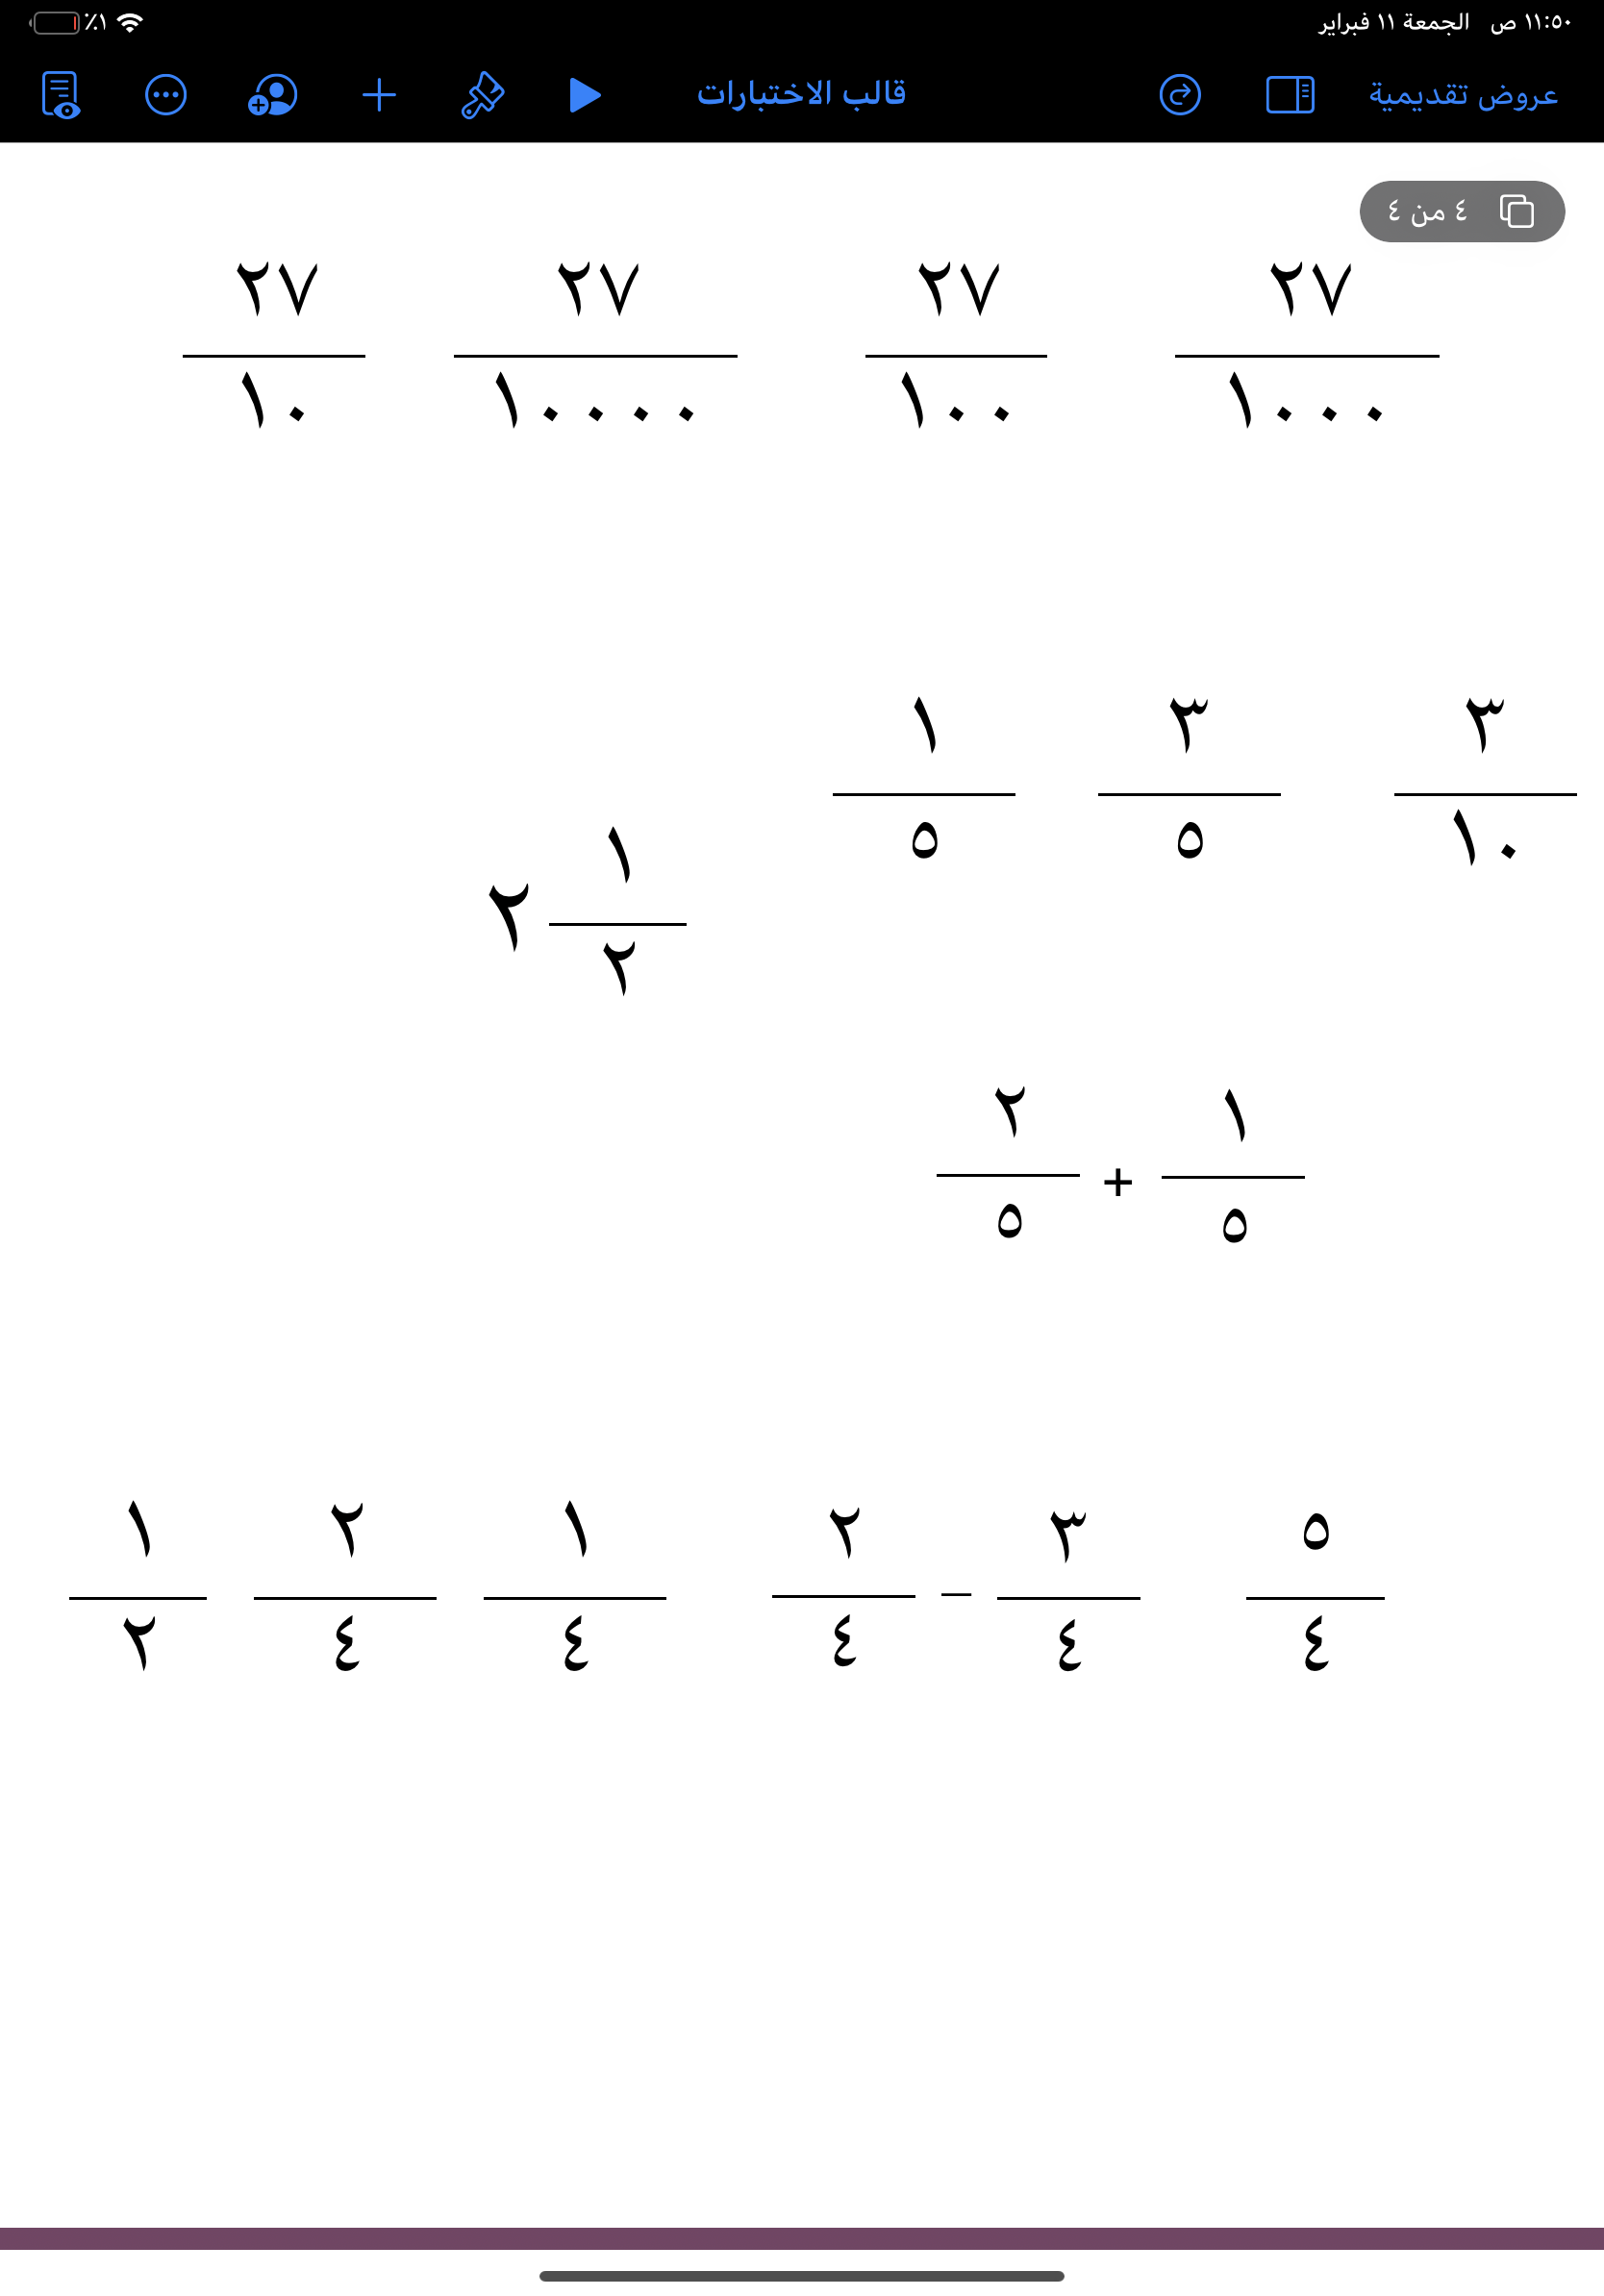 ١١:٥٠ ص الجمعة ١١ فبراير ١٪
عروض تقديمية قالب الاختبارات
٤ من ٤
٢٧ ٢٧ ٢٧ ٢٧
١٠٠٠ ١٠٠ ١٠٠٠٠ ١٠
٣ ٣ ١
١٠ ٥ ٥
١
٢
٢
١ + ٢
٥ ٥
٥ ٣ − ٢ ١ ٢ ١
٤ ٤ ٤ ٤ ٤ ٢